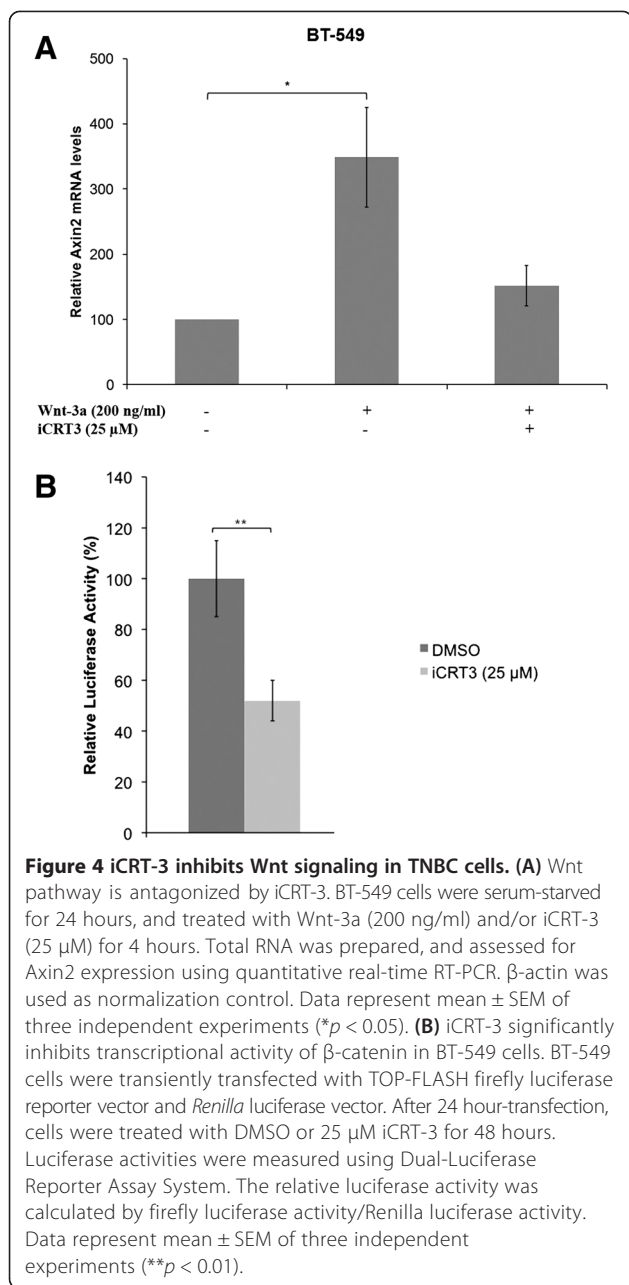 A
BT-549
500
400
300
200
100
0
Relative Axin2 mRNA levels
*
Wnt-3a (200 ng/ml) - + +
iCRT3 (25 µM) - - +
B
140
120
100
80
60
40
20
0
Relative Luciferase Activity (%)
**
DMSO
iCRT3 (25 µM)
Figure 4 iCRT-3 inhibits Wnt signaling in TNBC cells. (A) Wnt
pathway is antagonized by iCRT-3. BT-549 cells were serum-starved
for 24 hours, and treated with Wnt-3a (200 ng/ml) and/or iCRT-3
(25 μM) for 4 hours. Total RNA was prepared, and assessed for
Axin2 expression using quantitative real-time RT-PCR. β-actin was
used as normalization control. Data represent mean ± SEM of
three independent experiments (*p < 0.05). (B) iCRT-3 significantly
inhibits transcriptional activity of β-catenin in BT-549 cells. BT-549
cells were transiently transfected with TOP-FLASH firefly luciferase
reporter vector and Renilla luciferase vector. After 24 hour-transfection,
cells were treated with DMSO or 25 μM iCRT-3 for 48 hours.
Luciferase activities were measured using Dual-Luciferase
Reporter Assay System. The relative luciferase activity was
calculated by firefly luciferase activity/Renilla luciferase activity.
Data represent mean ± SEM of three independent
experiments (**p < 0.01).